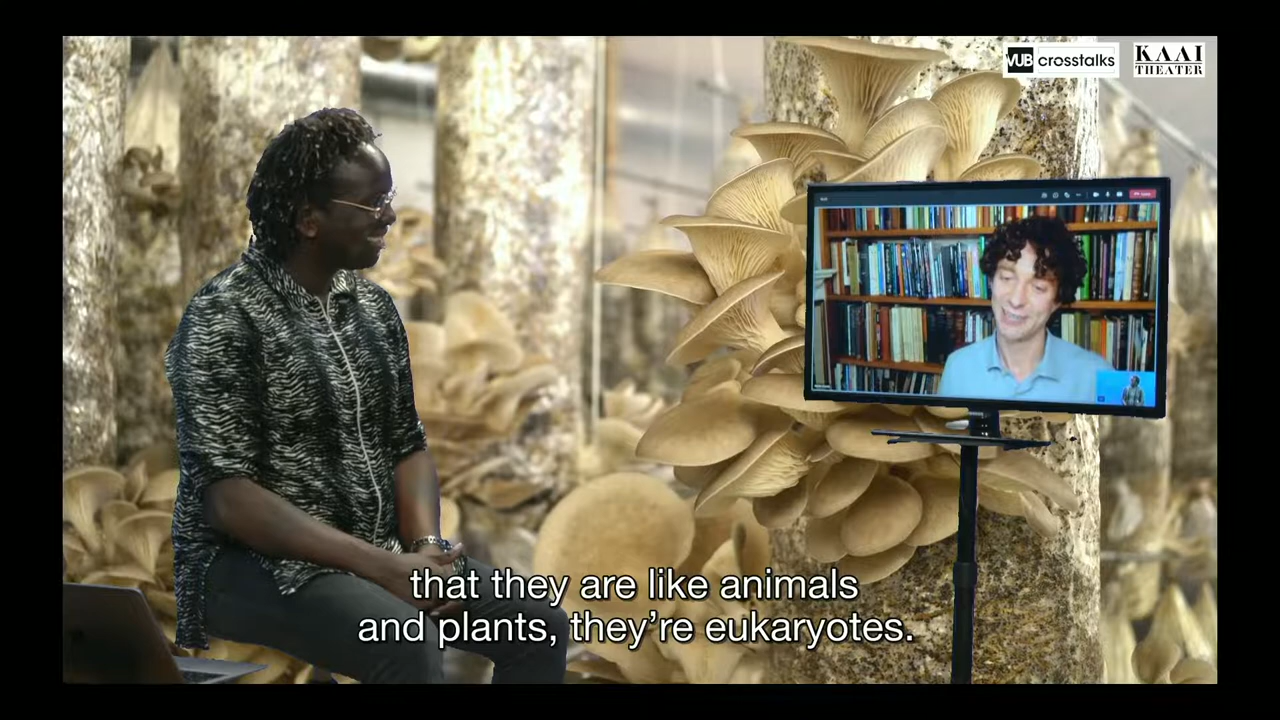 VUB crosstalks
KAAI
THEATER
that they are like animals
and plants, they're eukaryotes.